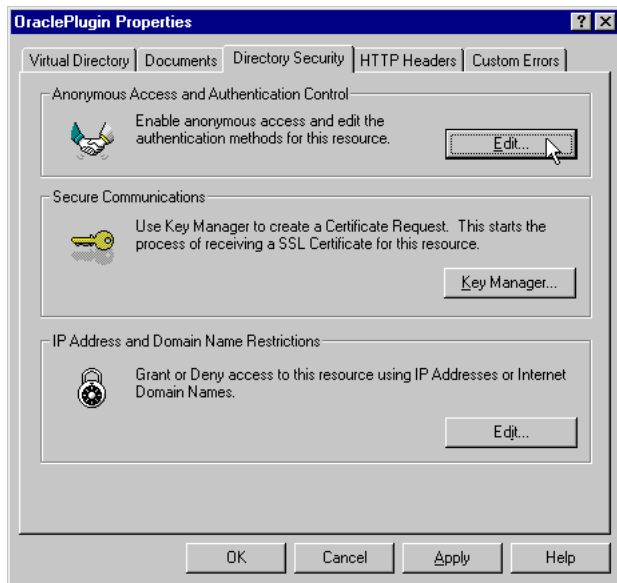 OraclePlugin Properties
Virtual Directory Documents Directory Security HTTP Headers Custom Errors
Anonymous Access and Authentication Control
Enable anonymous access and edit the
authentication methods for this resource.
Edit...
Secure Communications
Use Key Manager to create a Certificate Request. This starts the
process of receiving a SSL Certificate for this resource.
Key Manager...
IP Address and Domain Name Restrictions
Grant or Deny access to this resource using IP Addresses or Internet
Domain Names.
Edit...
OK Cancel Apply Help